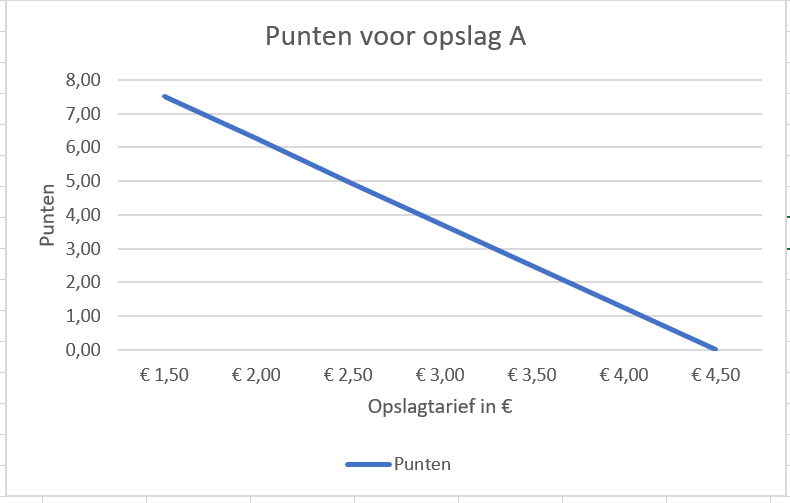 Punten voor opslag A
8,00
7,00
6,00
5,00
4,00
3,00
2,00
1,00
0,00
Punten
€ 1,50 € 2,00 € 2,50 € 3,00 € 3,50 € 4,00 € 4,50
Opslagtarief in €
Punten